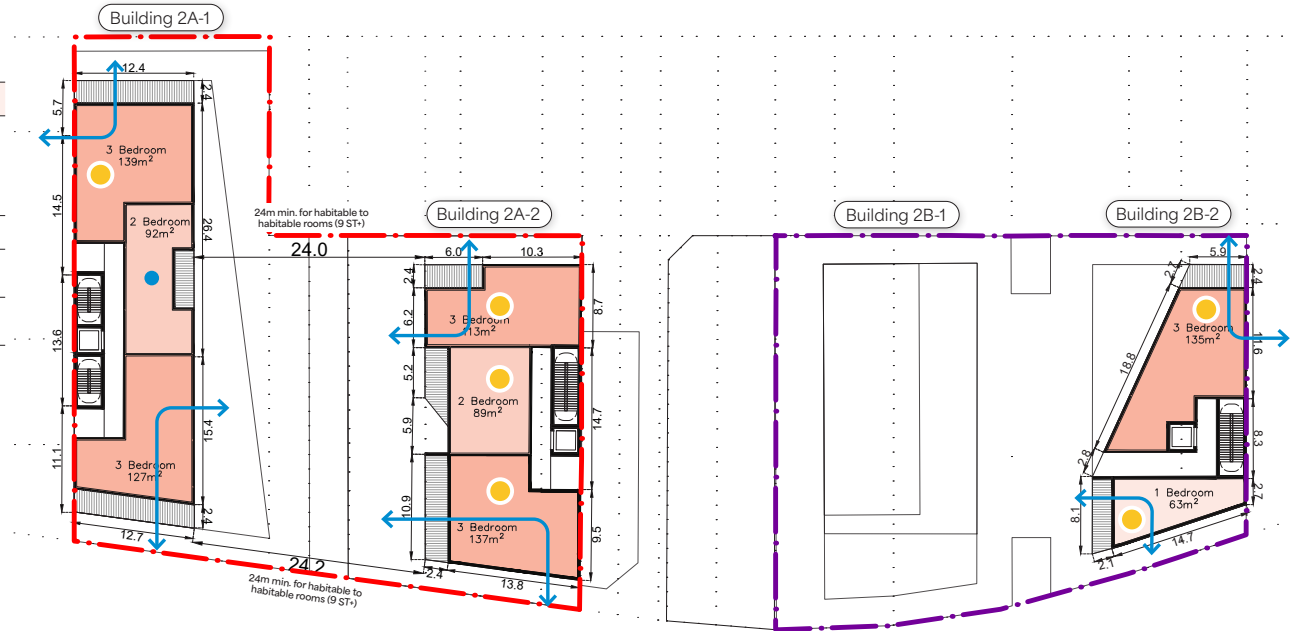 Building 2A-1
12.4
2.4
5.7
3 Bedroom
139m²
14.5
2 Bedroom
92m²
26.4
13.6
15.4
11.1
3 Bedroom
127m²
2.4
12.7
24m min. for habitable to
habitable rooms (9 ST+)
24.0
24.2
24m min. for habitable to
habitable rooms (9 ST+)
Building 2A-2
6.0
10.3
2.4
8.7
6.2
3 Bedroom
113m²
5.2
2 Bedroom
89m²
14.7
5.9
10.9
3 Bedroom
137m²
9.5
2.4
13.8
Building 2B-1
Building 2B-2
5.9
2.7
2.4
3 Bedroom
135m²
11.6
18.8
8.3
2.8
2.7
1 Bedroom
63m²
8.1
14.7
2.1